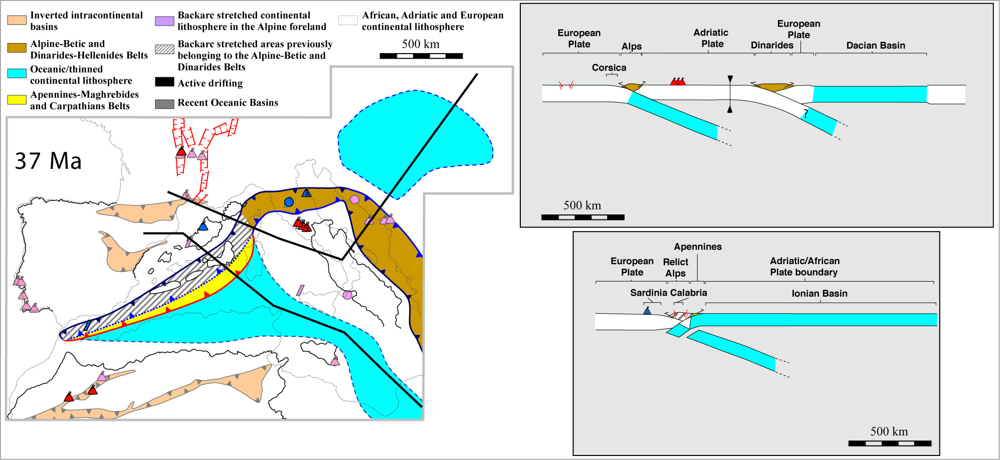 Inverted intracontinental
basins
Alpine-Betic and
Dinarides-Hellenides Belts
Oceanic/thinned
continental lithosphere
Apennines-Maghrebides
and Carpathians Belts
Backarc stretched continental
lithosphere in the Alpine foreland
Backarc stretched areas previously
belonging to the Alpine-Betic and
Dinarides Belts
Active drifting
Recent Oceanic Basins
African, Adriatic and European
continental lithosphere
500 km
37 Ma
European
Plate
Alps
Adriatic
Plate
Dinarides
European
Plate
Dacian Basin
Corsica
?
500 km
Apennines
European
Plate
Relict
Alps
Adriatic/African
Plate boundary
Sardinia
Calabria
Ionian Basin
500 km